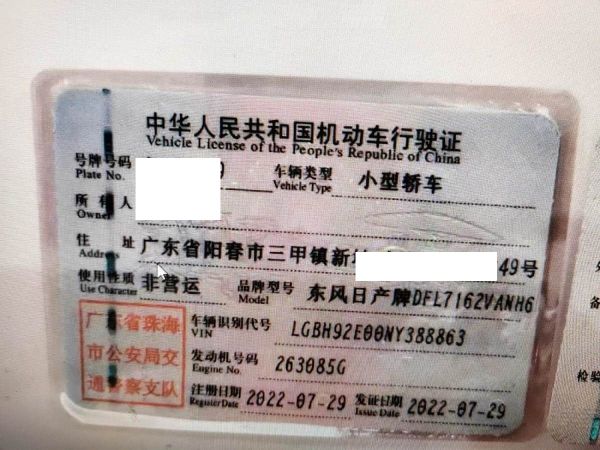 中华人民共和国机动车行驶证
Vehicle License of the People's Republic of China
号牌号码 9 车辆类型 小型轿车
Plate No. Vehicle Type
所有人
Owner
住址 广东省阳春市三甲镇新 49号
Address
使用性质 非营运 品牌型号 东风日产牌DFL7162VANH6
Use Character Model
广东省珠海
市公安局交
通警察支队
车辆识别代号 LGBH92E00NY388863
VIN
发动机号码 263085G
Engine No.
注册日期 2022-07-29 发证日期 2022-07-29
Register Date Issue Date
备
检验